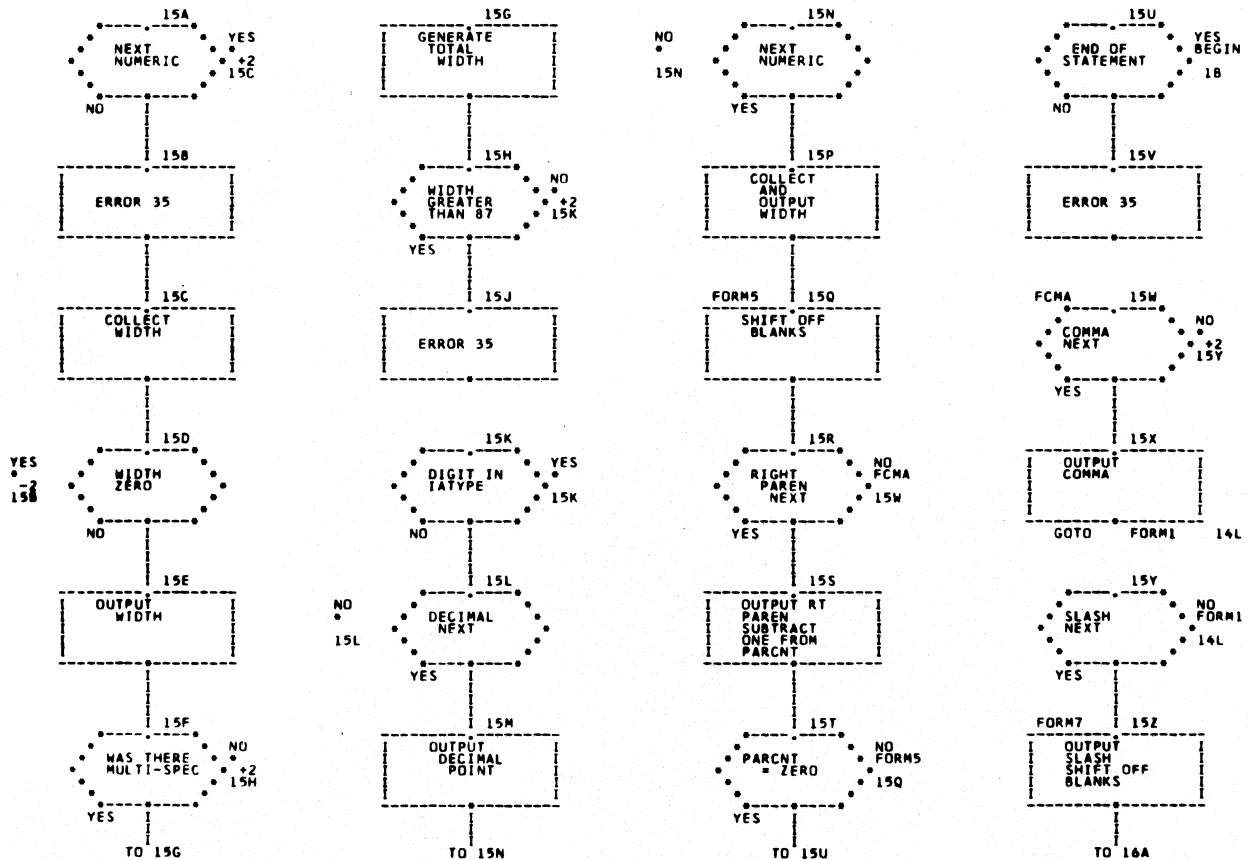 15A
NEXT
NUMERIC
YES
*
+2
15C
NO
15B
ERROR 35
15C
COLLECT
WIDTH
15D
WIDTH
ZERO
YES
*
-2
NO
15E
OUTPUT
WIDTH
15F
WAS THERE
MULTI-SPEC
NO
*
+2
15H
YES
TO 15G
15G
GENERATE
TOTAL
WIDTH
15H
WIDTH
GREATER
THAN 87
NO
*
+2
15K
YES
15J
ERROR 35
15K
DIGIT IN
IATYPE
YES
*
15K
NO
15L
DECIMAL
NEXT
NO
*
15L
YES
15M
OUTPUT
DECIMAL
POINT
TO 15N
15N
NEXT
NUMERIC
NO
*
15N
YES
15P
COLLECT
AND
OUTPUT
WIDTH
FORM5 15Q
SHIFT OFF
BLANKS
15R
RIGHT
PAREN
NEXT
NO
FCMA
15W
YES
15S
OUTPUT RT
PAREN
SUBTRACT
ONE FROM
PARCNT
15T
PARCNT
= ZERO
NO
FORM5
15Q
YES
TO 15U
15U
END OF
STATEMENT
YES
BEGIN
1B
NO
15V
ERROR 35
FCMA 15W
COMMA
NEXT
NO
*
+2
15Y
YES
15X
OUTPUT
COMMA
GOTO FORM1 14L
15Y
SLASH
NEXT
NO
FORM1
14L
YES
FORM7 15Z
OUTPUT
SLASH
SHIFT OFF
BLANKS
TO 16A